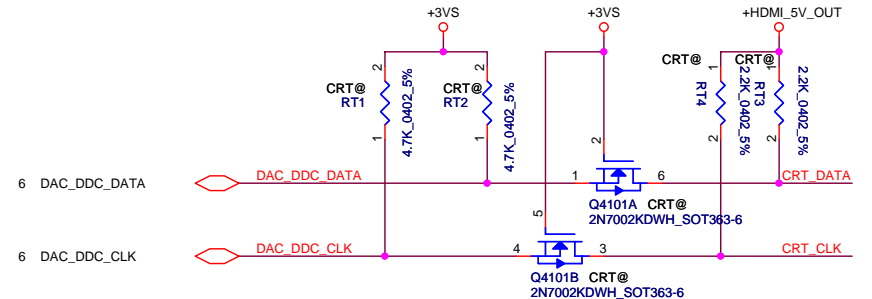 +3VS
+3VS
+HDMI_5V_OUT
2
CRT@
RT1
1
4.7K_0402_5%
2
CRT@
RT2
1
4.7K_0402_5%
CRT@
1
RT4
2
2.2K_0402_5%
CRT@
1
RT3
2
2.2K_0402_5%
6 DAC_DDC_DATA
DAC_DDC_DATA
1
2
6
CRT_DATA
Q4101A CRT@
2N7002KDWH_SOT363-6
5
6 DAC_DDC_CLK
DAC_DDC_CLK
4
3
CRT_CLK
Q4101B CRT@
2N7002KDWH_SOT363-6